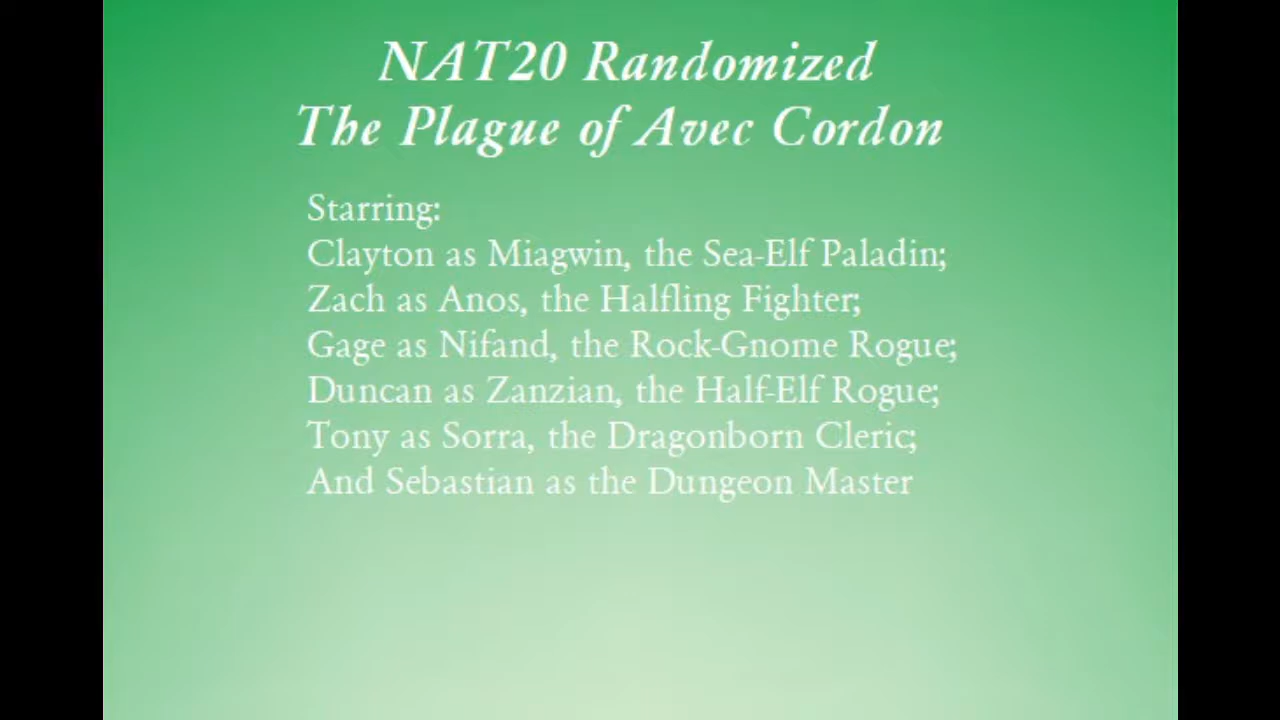 NAT20 Randomized
The Plague of Avec Cordon
Starring:
Clayton as Miagwin, the Sea-Elf Paladin;
Zach as Anos, the Halfling Fighter;
Gage as Nifand, the Rock-Gnome Rogue;
Duncan as Zanzian, the Half-Elf Rogue;
Tony as Sorra, the Dragonborn Cleric;
And Sebastian as the Dungeon Master